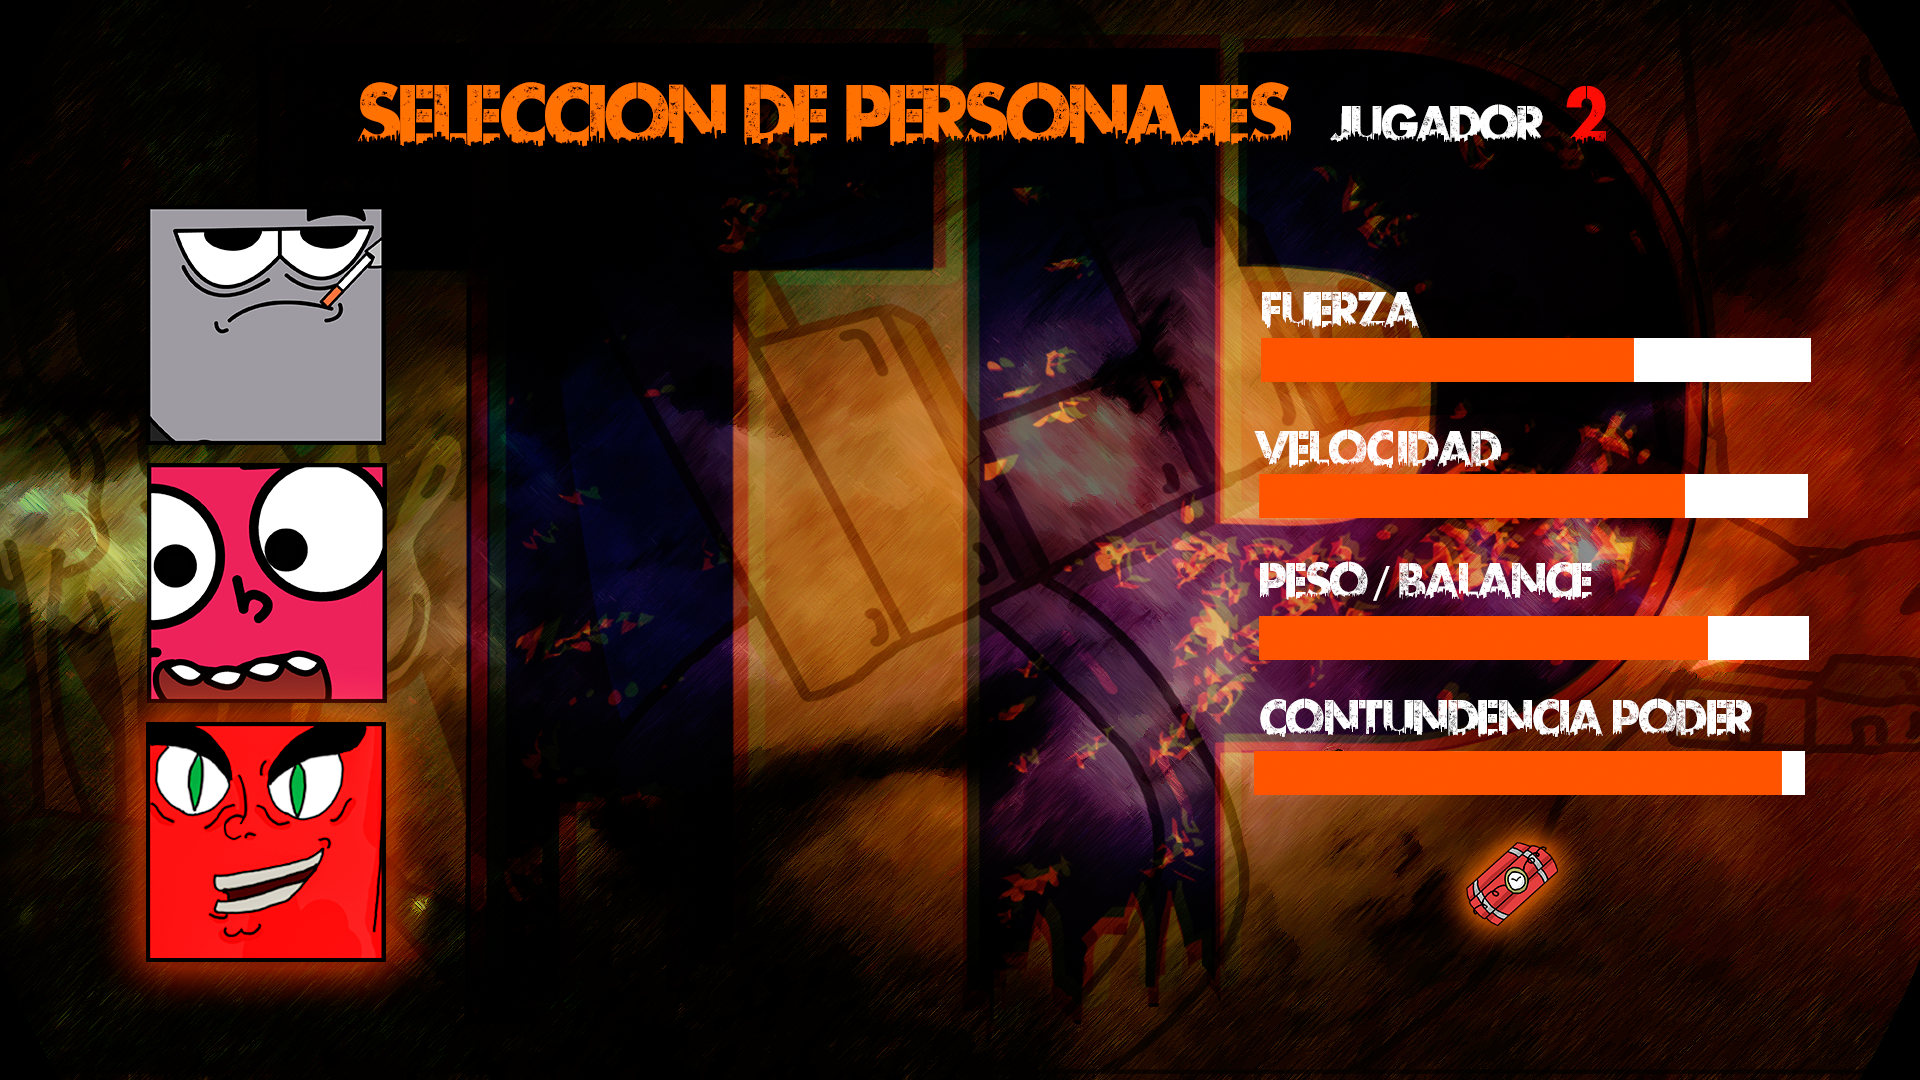 SELECCION DE PERSONAJES JUGADOR 2
FUERZA
VELOCIDAD
PESO / BALANCE
CONTUNDENCIA PODER